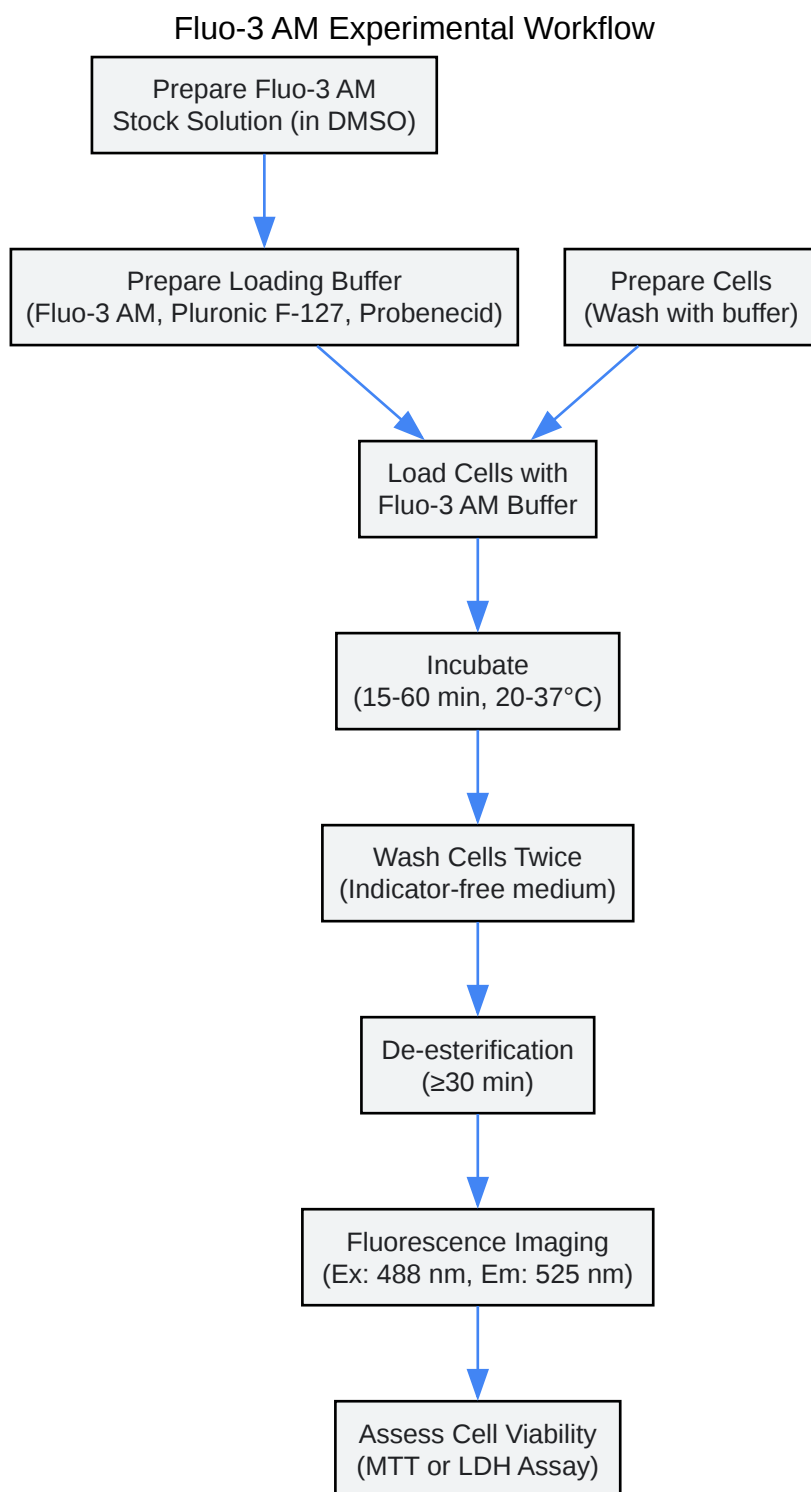 Fluo-3 AM Experimental Workflow
Prepare Fluo-3 AM
Stock Solution (in DMSO)
Prepare Loading Buffer
(Fluo-3 AM, Pluronic F-127, Probenecid)
Prepare Cells
(Wash with buffer)
Load Cells with
Fluo-3 AM Buffer
Incubate
(15-60 min, 20-37°C)
Wash Cells Twice
(Indicator-free medium)
De-esterification
(≥30 min)
Fluorescence Imaging
(Ex: 488 nm, Em: 525 nm)
Assess Cell Viability
(MTT or LDH Assay)